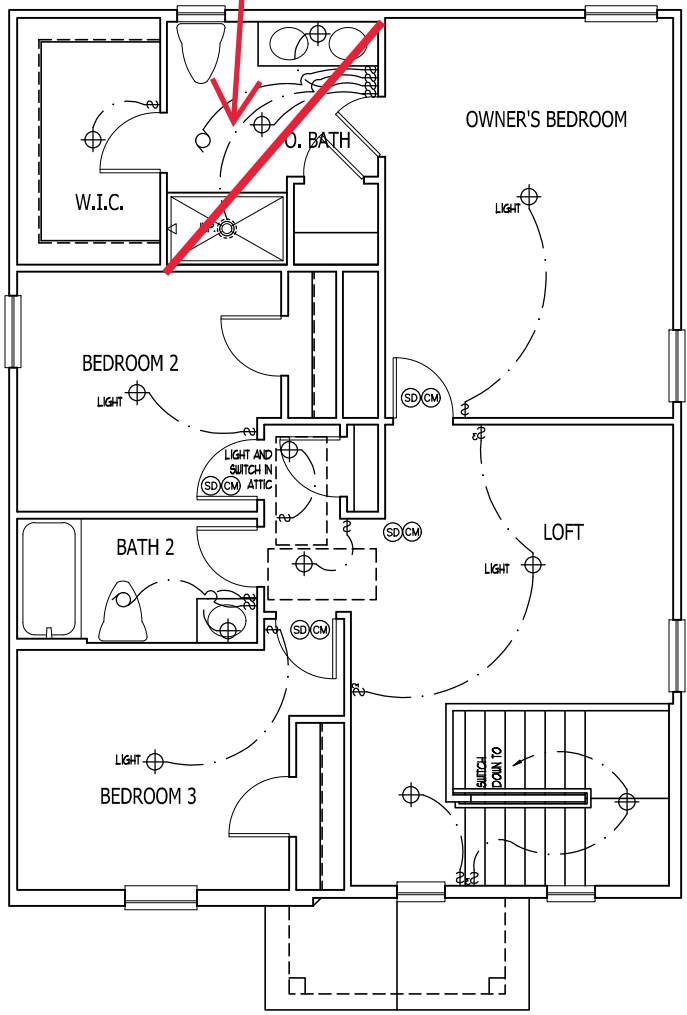 OWNER'S BEDROOM
O. BATH
W.I.C.
LIGHT
BEDROOM 2
LIGHT
SD CM
LIGHT AND
SWITCH IN
ATTIC
SD CM
SD CM
LOFT
BATH 2
LIGHT
SD CM
LIGHT
BEDROOM 3
SWITCH
DOWN TO